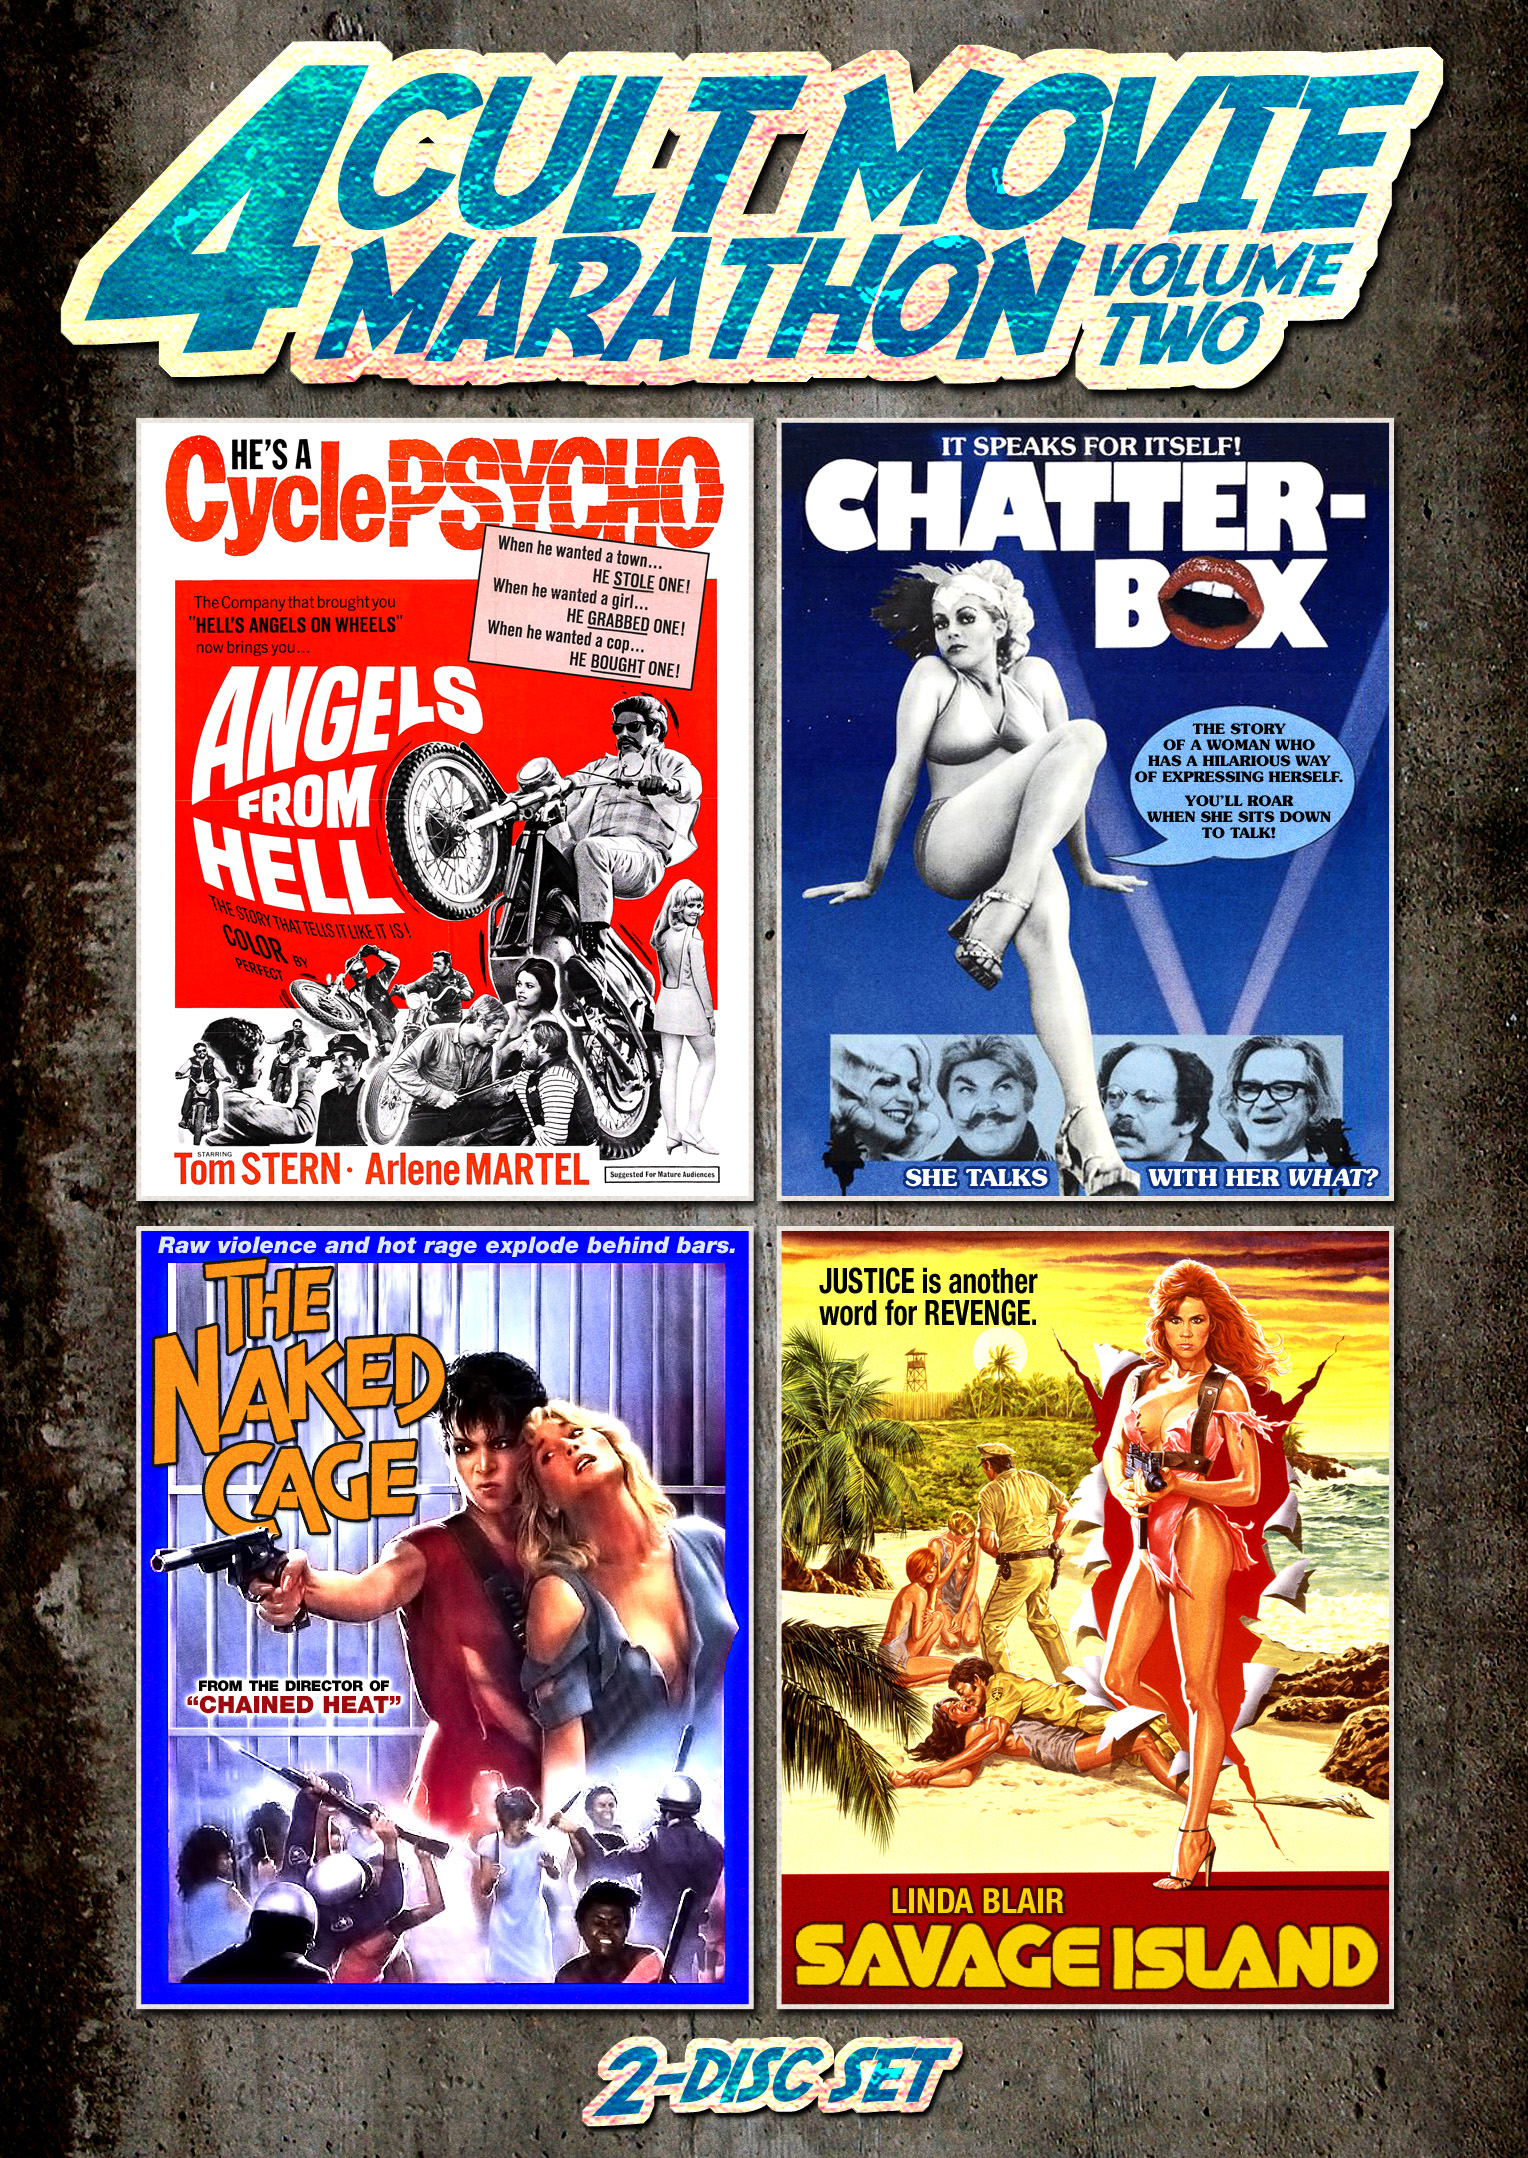 4 CULT MOVIE
MARATHON VOLUME
TWO
HE'S A
Cycle PSYCHO
When he wanted a town...
HE STOLE ONE!
When he wanted a girl...
HE GRABBED ONE!
When he wanted a cop...
HE BOUGHT ONE!
The Company that brought you
"HELL'S ANGELS ON WHEELS"
now brings you...
ANGELS
FROM
HELL
THE STORY THAT TELLS IT LIKE IT IS!
COLOR BY
PERFECT
STARRING
Tom STERN · Arlene MARTEL
Suggested For Mature Audiences
IT SPEAKS FOR ITSELF!
CHATTER-
BOX
THE STORY
OF A WOMAN WHO
HAS A HILARIOUS WAY
OF EXPRESSING HERSELF.
YOU'LL ROAR
WHEN SHE SITS DOWN
TO TALK!
SHE TALKS WITH HER WHAT?
Raw violence and hot rage explode behind bars.
THE
NAKED
CAGE
FROM THE DIRECTOR OF
"CHAINED HEAT"
JUSTICE is another
word for REVENGE.
LINDA BLAIR
SAVAGE ISLAND
2-DISC SET